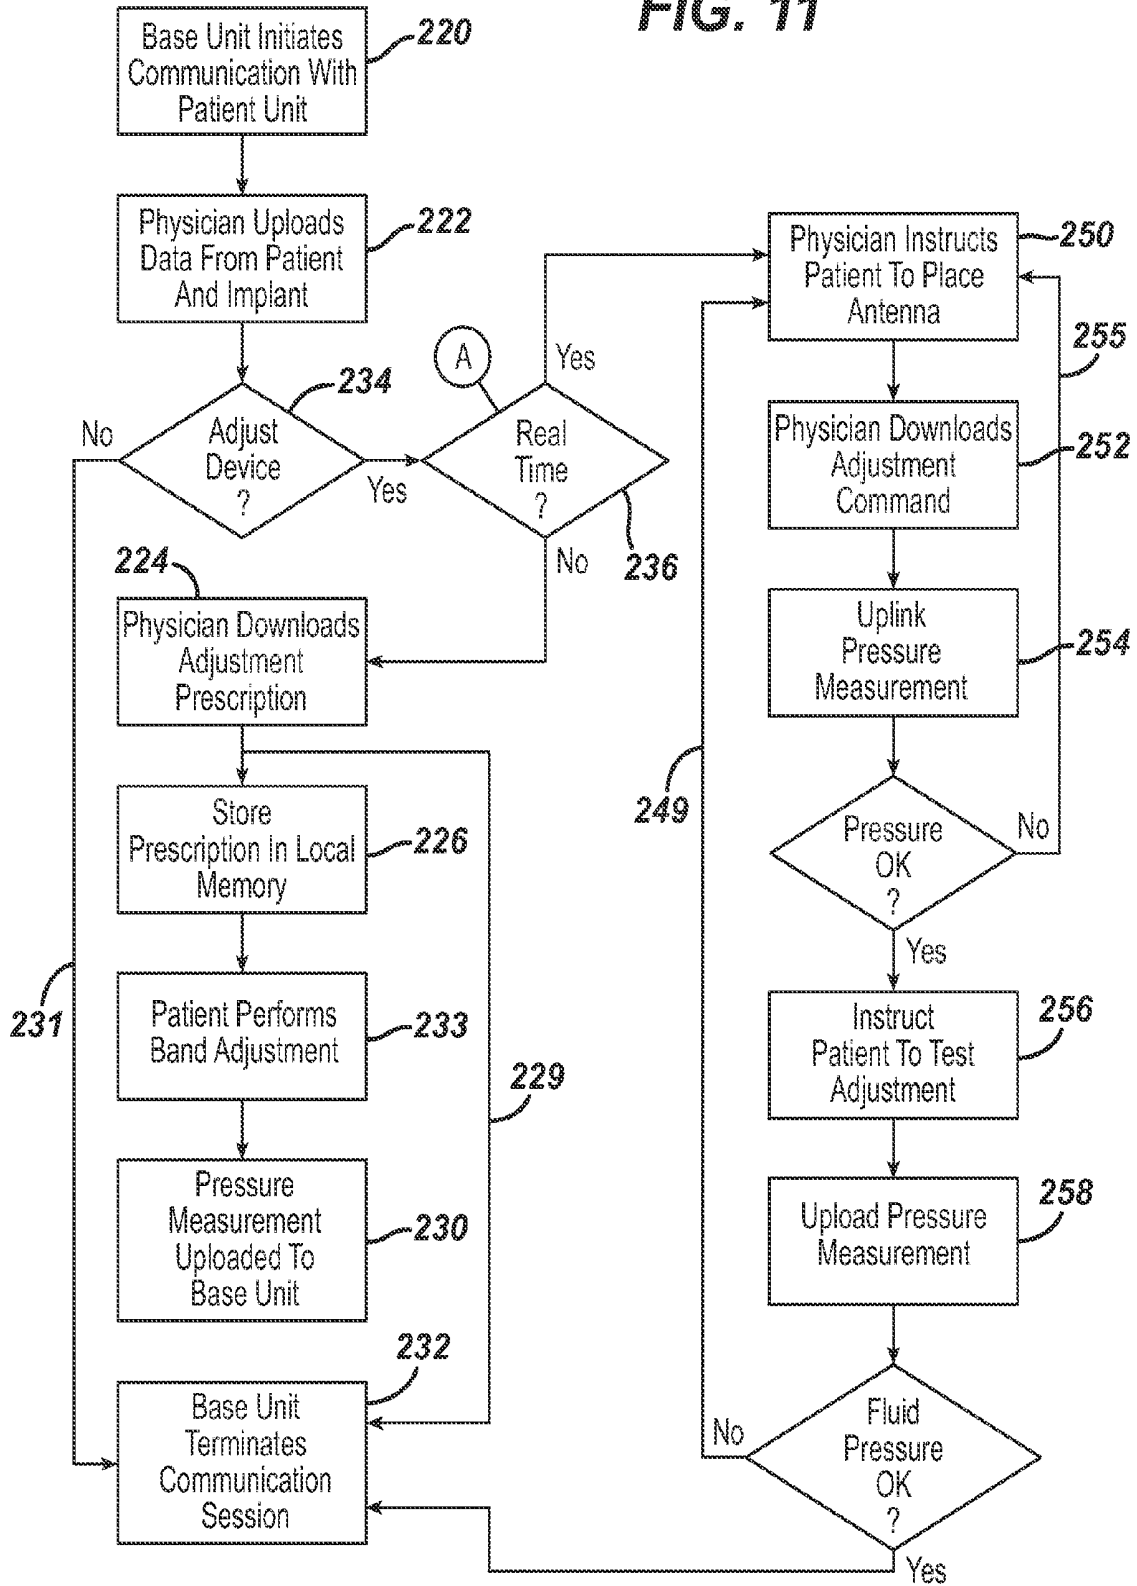 FIG. 11
Base Unit Initiates
Communication With
Patient Unit
220
Physician Uploads
Data From Patient
And Implant
222
Adjust
Device
?
234
No
Yes
A
Real
Time
?
236
Yes
No
224
Physician Downloads
Adjustment
Prescription
Store
Prescription In Local
Memory
226
Patient Performs
Band Adjustment
233
231
229
Pressure
Measurement
Uploaded To
Base Unit
230
232
Base Unit
Terminates
Communication
Session
Physician Instructs
Patient To Place
Antenna
250
255
Physician Downloads
Adjustment
Command
252
Uplink
Pressure
Measurement
254
249
Pressure
OK
?
No
Yes
Instruct
Patient To Test
Adjustment
256
Upload Pressure
Measurement
258
Fluid
Pressure
OK
?
No
Yes